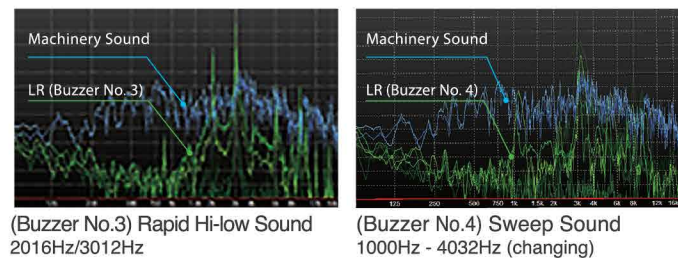 Machinery Sound
LR (Buzzer No.3)
(Buzzer No.3) Rapid Hi-low Sound
2016Hz/3012Hz
Machinery Sound
LR (Buzzer No. 4)
125 250 500 750 1k 1.5k 2k 3k 4k 6k 8k 12k 16k
(Buzzer No.4) Sweep Sound
1000Hz - 4032Hz (changing)